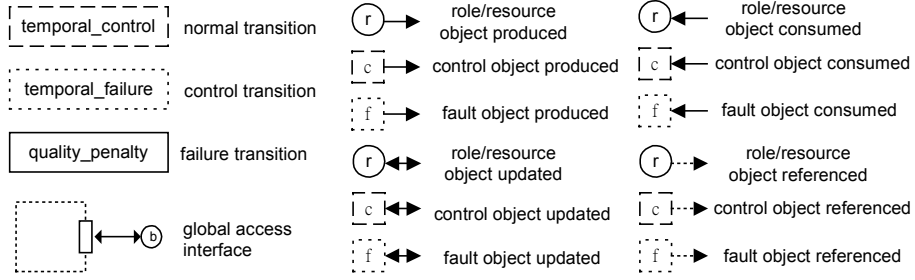 temporal_control normal transition
temporal_failure control transition
quality_penalty failure transition
b global access
interface
r role/resource
object produced
c control object produced
f fault object produced
r role/resource
object updated
c control object updated
f fault object updated
r role/resource
object consumed
c control object consumed
f fault object consumed
r role/resource
object referenced
c control object referenced
f fault object referenced